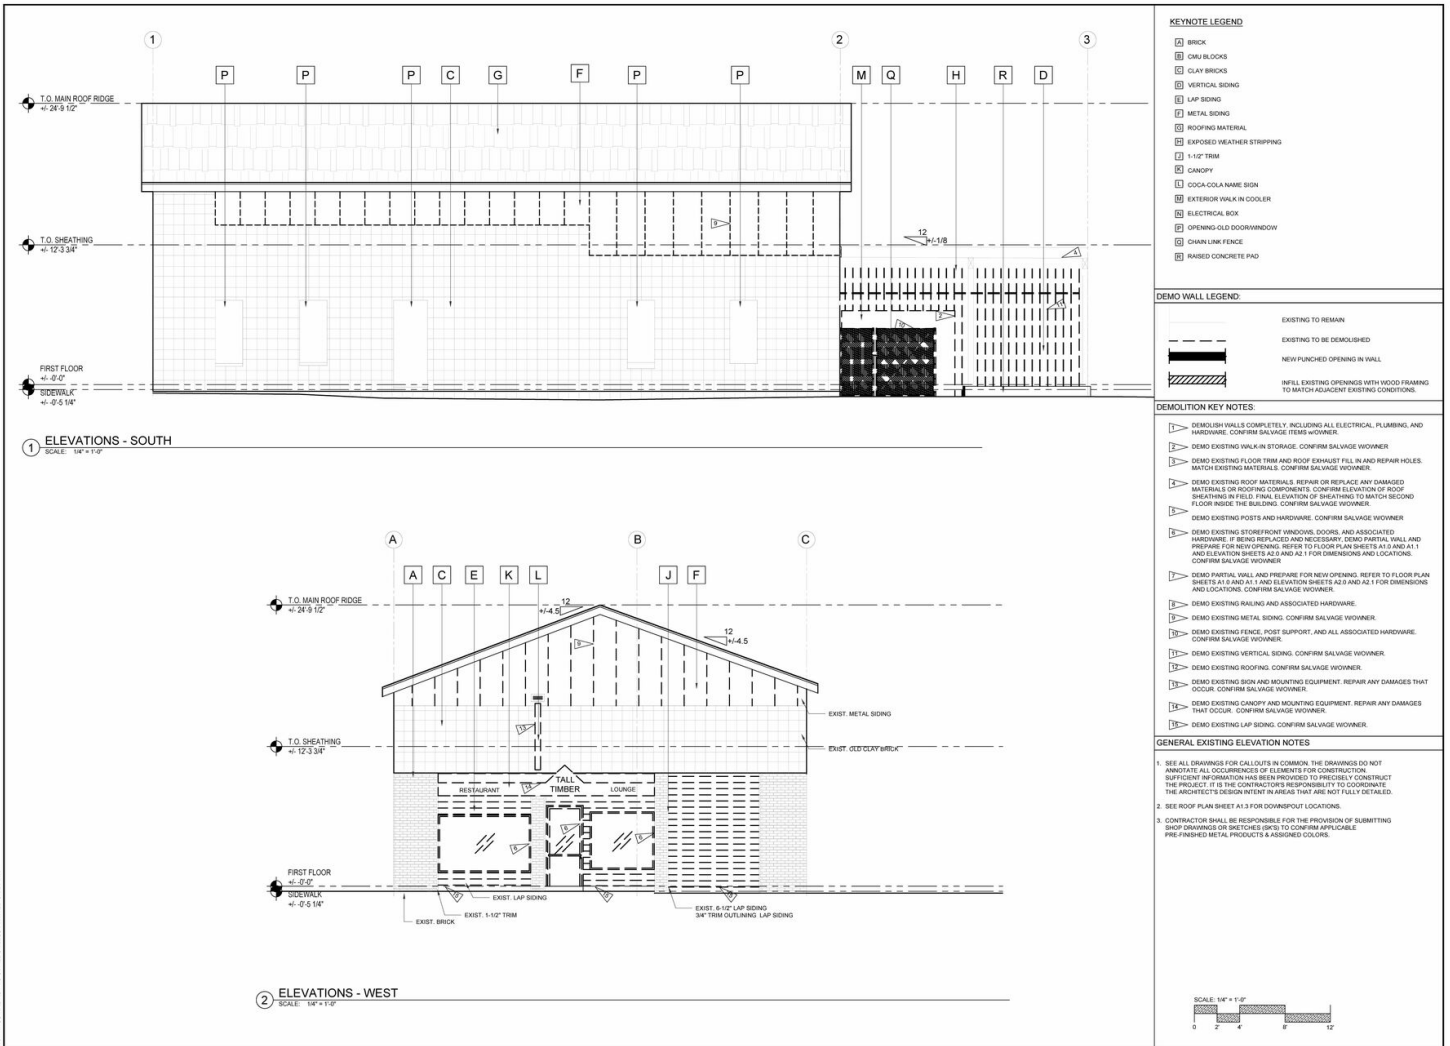 1
2
3
P
P
P
C
G
F
P
P
M
Q
H
R
D
T.O. MAIN ROOF RIDGE
+/- 24'-9 1/2"
9
T.O. SHEATHING
+/- 12'-3 3/4"
12
+/-1/8
4
11
2
10
FIRST FLOOR
+/- -0'-0"
SIDEWALK
+/- -0'-5 1/4"
1
ELEVATIONS - SOUTH
SCALE: 1/4" = 1'-0"
A
B
C
A
C
E
K
L
J
F
T.O. MAIN ROOF RIDGE
+/- 24'-9 1/2"
12
+/-4.5
12
+/-4.5
9
EXIST. METAL SIDING
13
T.O. SHEATHING
+/- 12'-3 3/4"
EXIST. OLD CLAY BRICK
RESTAURANT
14
TALL
TIMBER
LOUNGE
6
6
6
FIRST FLOOR
+/- -0'-0"
SIDEWALK
+/- -0'-5 1/4"
15
15
15
EXIST. LAP SIDING
EXIST. 1-1/2" TRIM
EXIST. BRICK
EXIST. 6-1/2" LAP SIDING
3/4" TRIM OUTLINING LAP SIDING
2
ELEVATIONS - WEST
SCALE: 1/4" = 1'-0"
KEYNOTE LEGEND
A BRICK
B CMU BLOCKS
C CLAY BRICKS
D VERTICAL SIDING
E LAP SIDING
F METAL SIDING
G ROOFING MATERIAL
H EXPOSED WEATHER STRIPPING
J 1-1/2" TRIM
K CANOPY
L COCA-COLA NAME SIGN
M EXTERIOR WALK IN COOLER
N ELECTRICAL BOX
P OPENING-OLD DOOR/WINDOW
Q CHAIN LINK FENCE
R RAISED CONCRETE PAD
DEMO WALL LEGEND:
EXISTING TO REMAIN
EXISTING TO BE DEMOLISHED
NEW PUNCHED OPENING IN WALL
INFILL EXISTING OPENINGS WITH WOOD FRAMING
TO MATCH ADJACENT EXISTING CONDITIONS.
DEMOLITION KEY NOTES:
1 DEMOLISH WALLS COMPLETELY, INCLUDING ALL ELECTRICAL, PLUMBING, AND
HARDWARE, CONFIRM SALVAGE ITEMS w/OWNER.
2 DEMO EXISTING WALK-IN STORAGE. CONFIRM SALVAGE W/OWNER
3 DEMO EXISTING FLOOR TRIM AND ROOF EXHAUST FILL IN AND REPAIR HOLES.
MATCH EXISTING MATERIALS. CONFIRM SALVAGE W/OWNER.
4 DEMO EXISTING ROOF MATERIALS. REPAIR OR REPLACE ANY DAMAGED
MATERIALS OR ROOFING COMPONENTS. CONFIRM ELEVATION OF ROOF
SHEATHING IN FIELD. FINAL ELEVATION OF SHEATHING TO MATCH SECOND
FLOOR INSIDE THE BUILDING. CONFIRM SALVAGE W/OWNER.
5
DEMO EXISTING POSTS AND HARDWARE. CONFIRM SALVAGE W/OWNER
6 DEMO EXISTING STOREFRONT WINDOWS, DOORS, AND ASSOCIATED
HARDWARE. IF BEING REPLACED AND NECESSARY, DEMO PARTIAL WALL AND
PREPARE FOR NEW OPENING. REFER TO FLOOR PLAN SHEETS A1.0 AND A1.1
AND ELEVATION SHEETS A2.0 AND A2.1 FOR DIMENSIONS AND LOCATIONS.
CONFIRM SALVAGE W/OWNER
7 DEMO PARTIAL WALL AND PREPARE FOR NEW OPENING. REFER TO FLOOR PLAN
SHEETS A1.0 AND A1.1 AND ELEVATION SHEETS A2.0 AND A2.1 FOR DIMENSIONS
AND LOCATIONS. CONFIRM SALVAGE W/OWNER.
8 DEMO EXISTING RAILING AND ASSOCIATED HARDWARE.
9 DEMO EXISTING METAL SIDING. CONFIRM SALVAGE W/OWNER.
10 DEMO EXISTING FENCE, POST SUPPORT, AND ALL ASSOCIATED HARDWARE.
CONFIRM SALVAGE W/OWNER.
11 DEMO EXISTING VERTICAL SIDING. CONFIRM SALVAGE W/OWNER.
12 DEMO EXISTING ROOFING. CONFIRM SALVAGE W/OWNER.
13 DEMO EXISTING SIGN AND MOUNTING EQUIPMENT. REPAIR ANY DAMAGES THAT
OCCUR. CONFIRM SALVAGE W/OWNER.
14 DEMO EXISTING CANOPY AND MOUNTING EQUIPMENT. REPAIR ANY DAMAGES
THAT OCCUR. CONFIRM SALVAGE W/OWNER.
15 DEMO EXISTING LAP SIDING. CONFIRM SALVAGE W/OWNER.
GENERAL EXISTING ELEVATION NOTES
1. SEE ALL DRAWINGS FOR CALLOUTS IN COMMON. THE DRAWINGS DO NOT
ANNOTATE ALL OCCURRENCES OF ELEMENTS FOR CONSTRUCTION.
SUFFICIENT INFORMATION HAS BEEN PROVIDED TO PRECISELY CONSTRUCT
THE PROJECT. IT IS THE CONTRACTOR'S RESPONSIBILITY TO COORDINATE
THE ARCHITECT'S DESIGN INTENT IN AREAS THAT ARE NOT FULLY DETAILED.
2. SEE ROOF PLAN SHEET A1.3 FOR DOWNSPOUT LOCATIONS.
3. CONTRACTOR SHALL BE RESPONSIBLE FOR THE PROVISION OF SUBMITTING
SHOP DRAWINGS OR SKETCHES (SK'S) TO CONFIRM APPLICABLE
PRE-FINISHED METAL PRODUCTS & ASSIGNED COLORS.
SCALE: 1/4" = 1'-0"
0 2' 4' 8' 12'